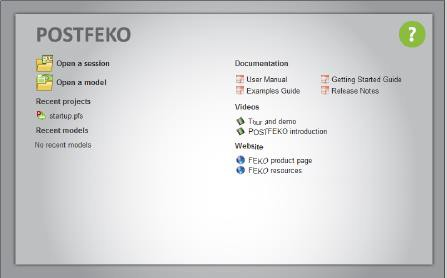 POSTFEKO
?
Open a session
Open a model
Recent projects
startup.pfs
Recent models
No recent models
Documentation
User Manual
Getting Started Guide
Examples Guide
Release Notes
Videos
Tour and demo
POSTFEKO introduction
Website
FEKO product page
FEKO resources